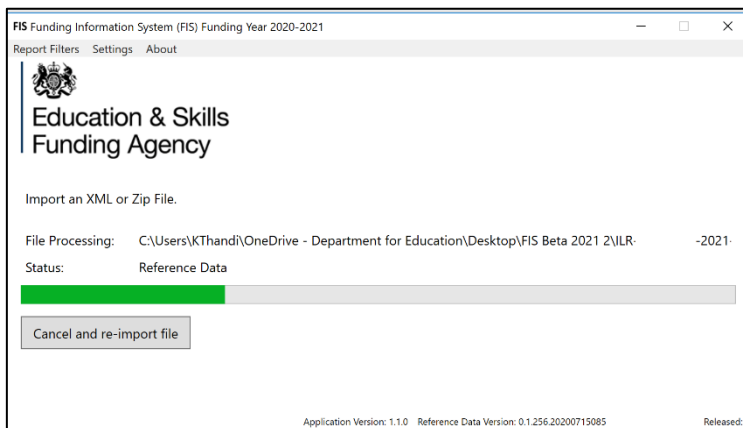 FIS Funding Information System (FIS) Funding Year 2020-2021
Report Filters Settings About
Education & Skills
Funding Agency
Import an XML or Zip File.
File Processing: C:\Users\KThandi\OneDrive - Department for Education\Desktop\FIS Beta 2021 2\ILR- -2021-
Status: Reference Data
Cancel and re-import file
Application Version: 1.1.0 Reference Data Version: 0.1.256.20200715085 Released: